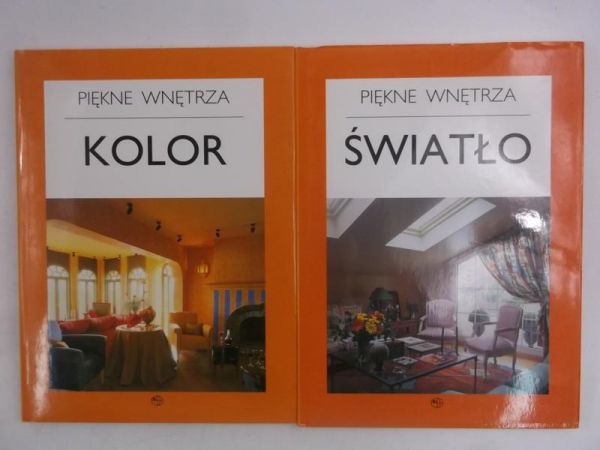 PIĘKNE WNĘTRZA
KOLOR
PIĘKNE WNĘTRZA
ŚWIATŁO